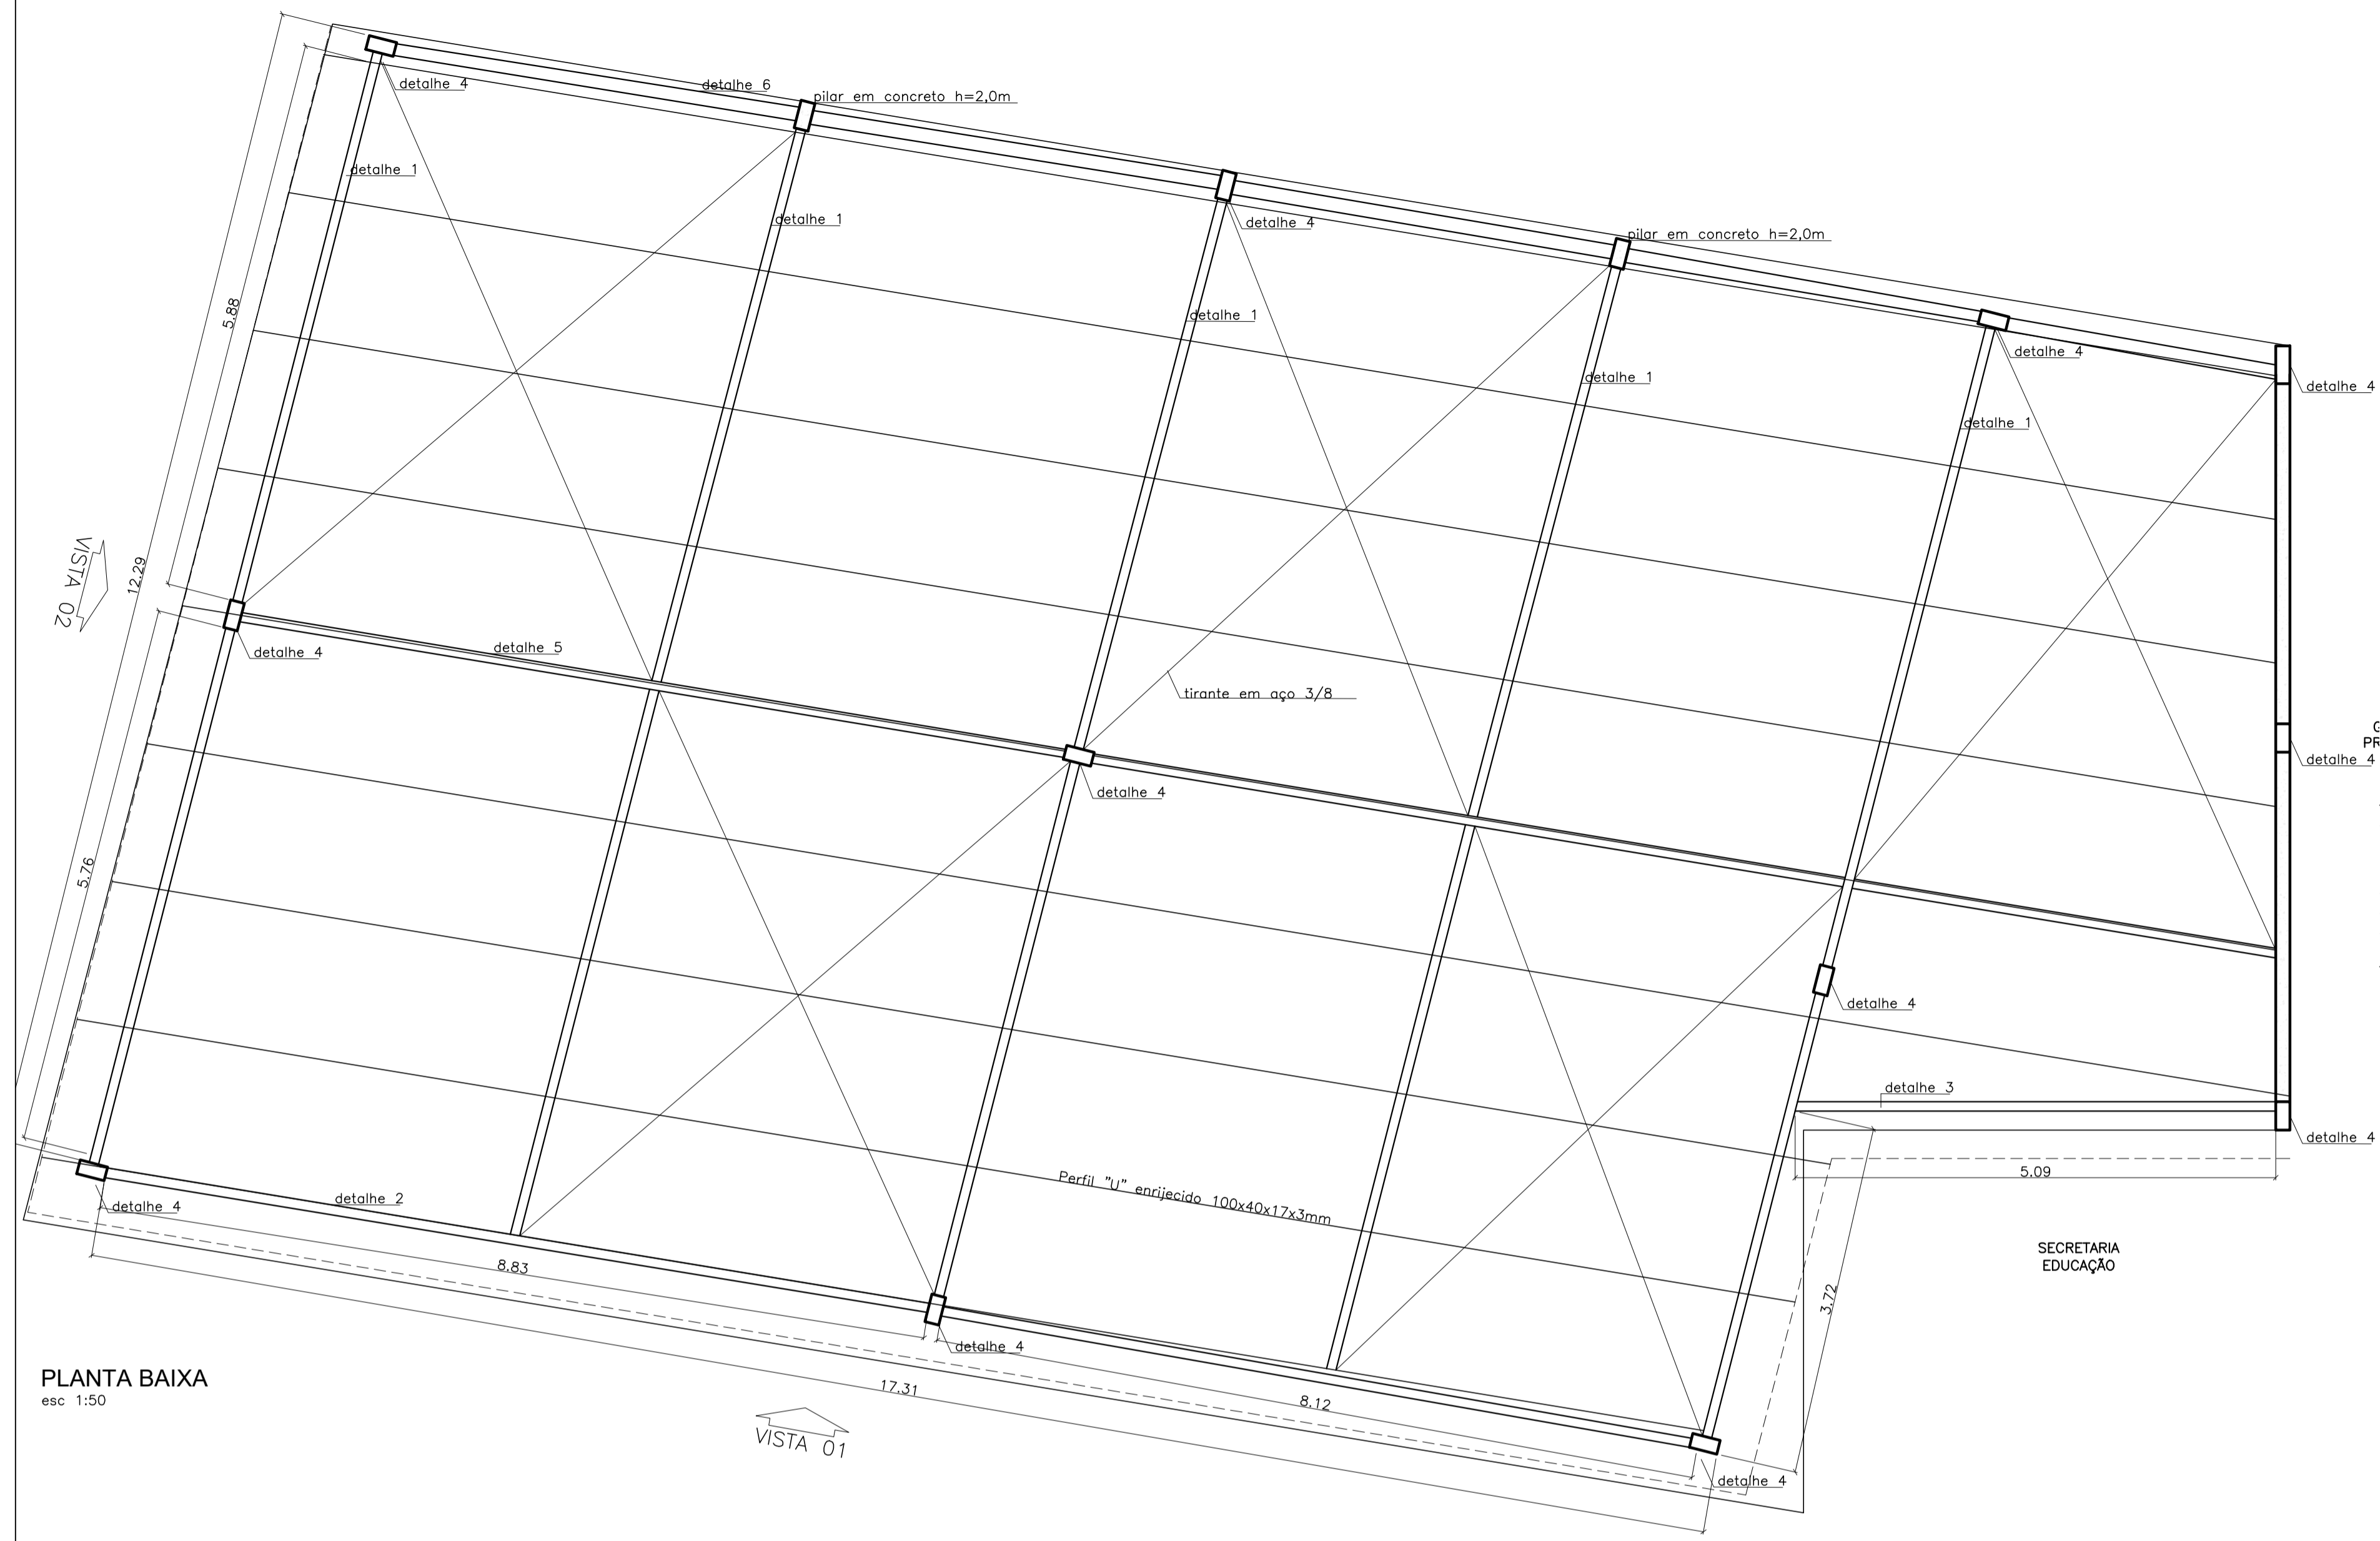 detalhe 4
detalhe 6
pilar em concreto h=2,0m
detalhe 1
detalhe 1
detalhe 4
pilar em concreto h=2,0m
detalhe 1
detalhe 1
detalhe 4
detalhe 4
detalhe 1
5.88
12.29
VISTA 02
detalhe 4
detalhe 5
tirante em aço 3/8
detalhe 4
detalhe 4
5.76
detalhe 4
detalhe 3
detalhe 4
5.09
detalhe 4
detalhe 2
Perfil "U" enrijecido 100x40x17x3mm
8.83
SECRETARIA
EDUCAÇÃO
3.72
detalhe 4
17.31
8.12
detalhe 4
VISTA 01
PLANTA BAIXA
esc 1:50